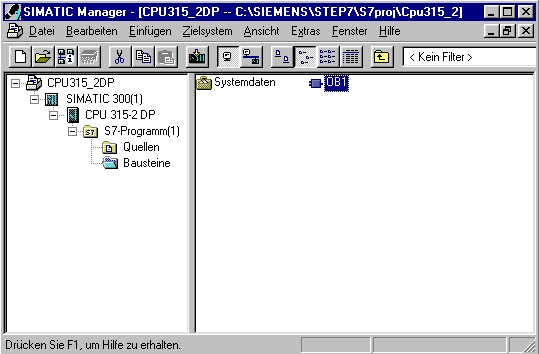 SIMATIC Manager - [CPU315_2DP -- C:\SIEMENS\STEP7\S7proj\Cpu315_2]
Datei Bearbeiten Einfügen Zielsystem Ansicht Extras Fenster Hilfe
< Kein Filter >
CPU315_2DP
SIMATIC 300(1)
CPU 315-2 DP
S7-Programm(1)
Quellen
Bausteine
Systemdaten OB1
Drücken Sie F1, um Hilfe zu erhalten.